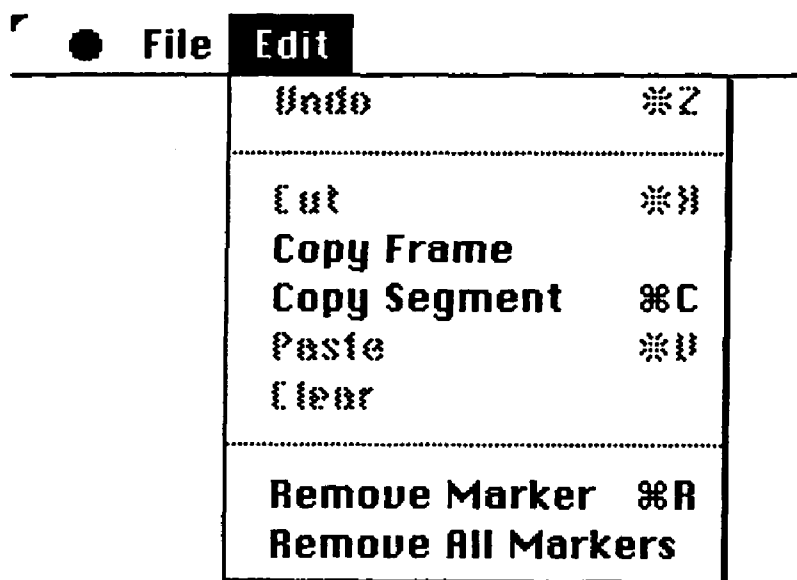 File Edit
Undo ⌘Z
Cut ⌘X
Copy Frame
Copy Segment ⌘C
Paste ⌘V
Clear
Remove Marker ⌘R
Remove All Markers